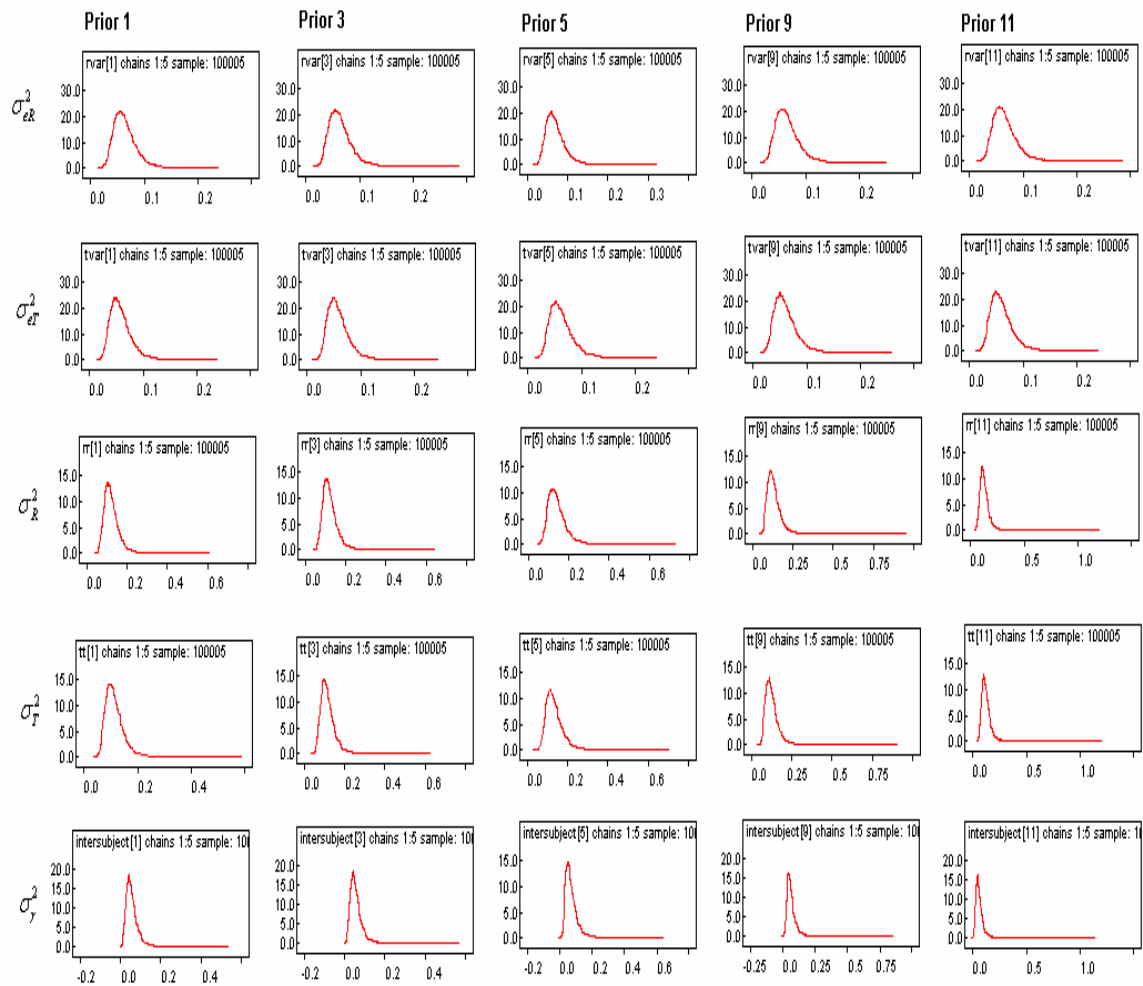 Prior 1 Prior 3 Prior 5 Prior 9 Prior 11
σ²eR
rvar[1] chains 1:5 sample: 100005
30.0
20.0
10.0
0.0
0.0 0.1 0.2
rvar[3] chains 1:5 sample: 100005
30.0
20.0
10.0
0.0
0.0 0.1 0.2
rvar[5] chains 1:5 sample: 100005
30.0
20.0
10.0
0.0
0.0 0.1 0.2 0.3
rvar[9] chains 1:5 sample: 100005
30.0
20.0
10.0
0.0
0.0 0.1 0.2
rvar[11] chains 1:5 sample: 100005
30.0
20.0
10.0
0.0
0.0 0.1 0.2
σ²eT
tvar[1] chains 1:5 sample: 100005
30.0
20.0
10.0
0.0
0.0 0.1 0.2
tvar[3] chains 1:5 sample: 100005
30.0
20.0
10.0
0.0
0.0 0.1 0.2
tvar[5] chains 1:5 sample: 100005
30.0
20.0
10.0
0.0
0.0 0.1 0.2
tvar[9] chains 1:5 sample: 100005
30.0
20.0
10.0
0.0
0.0 0.1 0.2
tvar[11] chains 1:5 sample: 100005
30.0
20.0
10.0
0.0
0.0 0.1 0.2
σ²R
rr[1] chains 1:5 sample: 100005
15.0
10.0
5.0
0.0
0.0 0.2 0.4 0.6
rr[3] chains 1:5 sample: 100005
15.0
10.0
5.0
0.0
0.0 0.2 0.4 0.6
rr[5] chains 1:5 sample: 100005
15.0
10.0
5.0
0.0
0.0 0.2 0.4 0.6
rr[9] chains 1:5 sample: 100005
15.0
10.0
5.0
0.0
0.0 0.25 0.75
rr[11] chains 1:5 sample: 100005
15.0
10.0
5.0
0.0
0.0 0.5 1.0
σ²T
tt[1] chains 1:5 sample: 100005
15.0
10.0
5.0
0.0
0.0 0.2 0.4
tt[3] chains 1:5 sample: 100005
15.0
10.0
5.0
0.0
0.0 0.2 0.4 0.6
tt[5] chains 1:5 sample: 100005
15.0
10.0
5.0
0.0
0.0 0.2 0.4 0.6
tt[9] chains 1:5 sample: 100005
15.0
10.0
5.0
0.0
0.0 0.25 0.75
tt[11] chains 1:5 sample: 100005
15.0
10.0
5.0
0.0
0.0 0.5 1.0
σ²γ
intersubject[1] chains 1:5 sample: 10
20.0
15.0
10.0
5.0
0.0
-0.2 0.0 0.2 0.4
intersubject[3] chains 1:5 sample: 10
20.0
15.0
10.0
5.0
0.0
-0.2 0.0 0.2 0.4
intersubject[5] chains 1:5 sample: 10
15.0
10.0
5.0
0.0
-0.2 0.0 0.2 0.4 0.6
intersubject[9] chains 1:5 sample: 10
20.0
15.0
10.0
5.0
0.0
-0.25 0.0 0.25 0.75
intersubject[11] chains 1:5 sample: 1
20.0
15.0
10.0
5.0
0.0
0.0 0.5 1.0